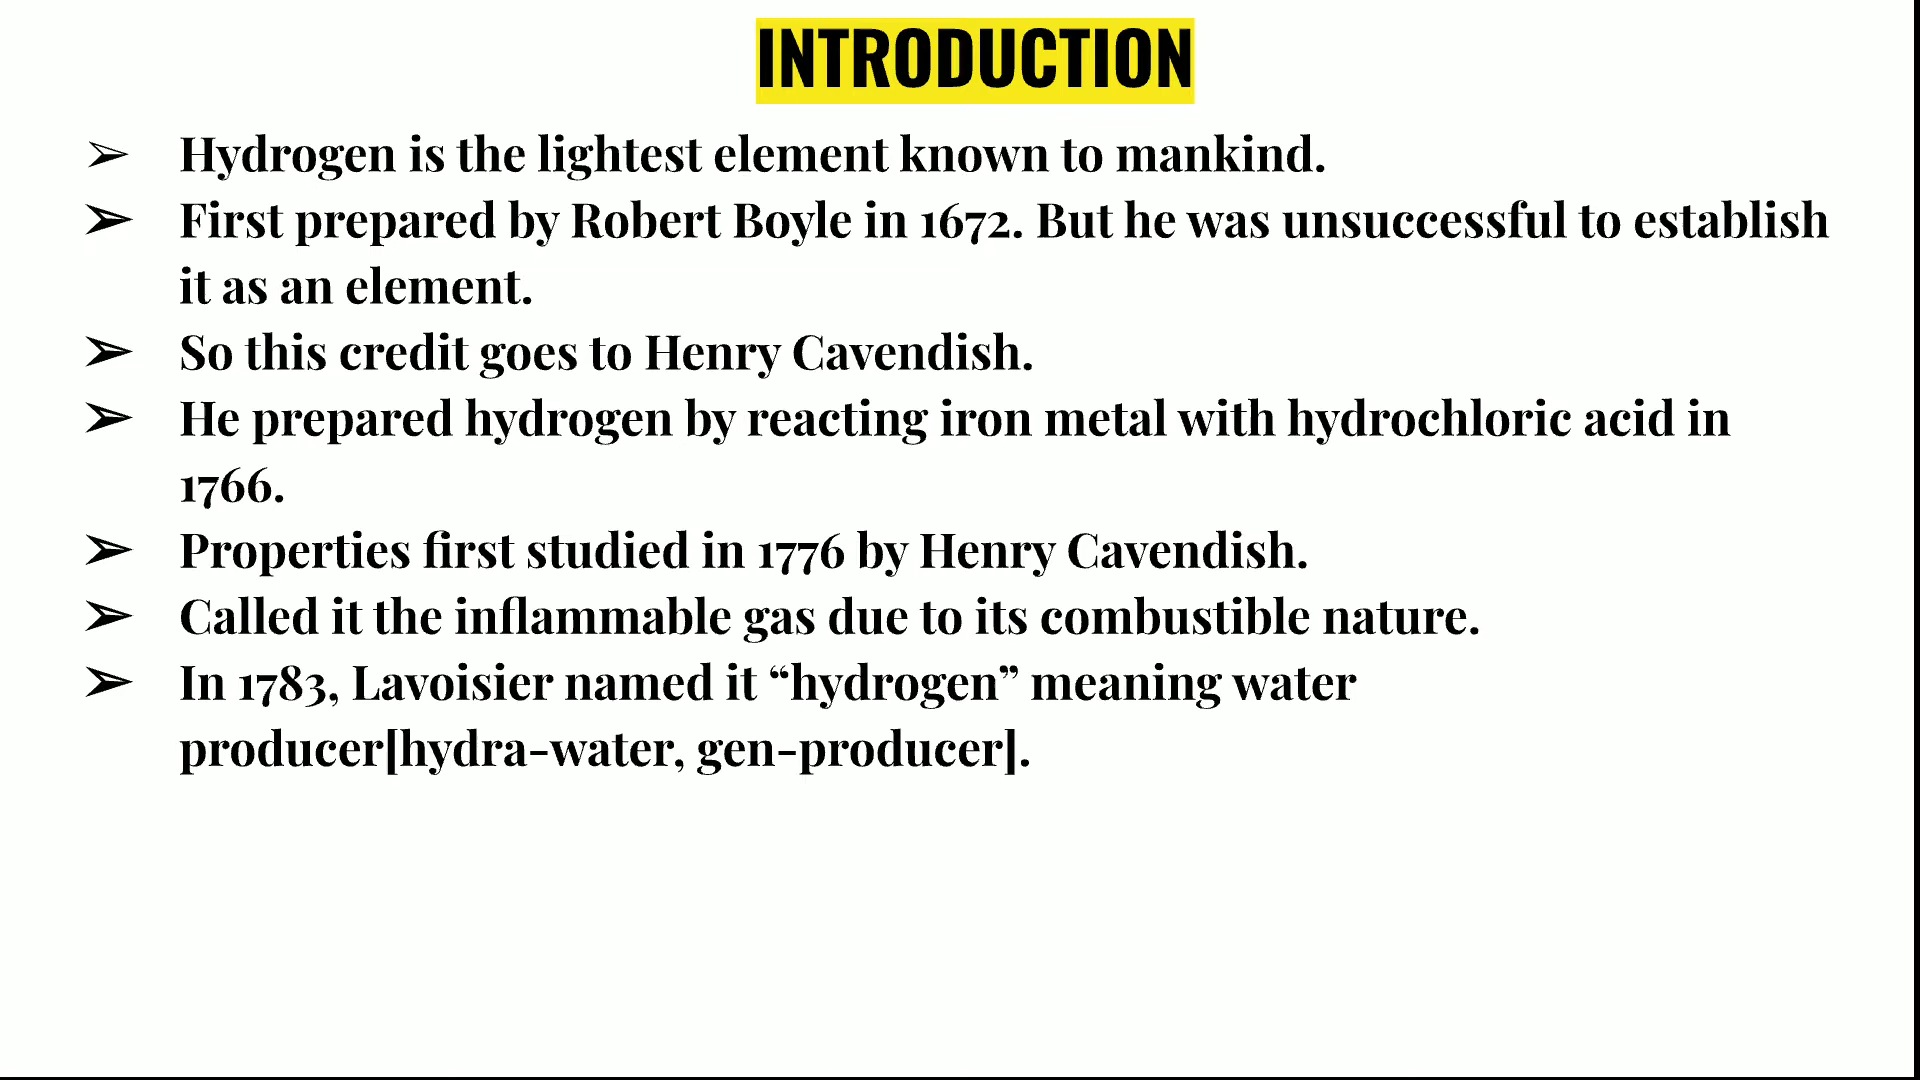 INTRODUCTION
➢ Hydrogen is the lightest element known to mankind.
➢ First prepared by Robert Boyle in 1672. But he was unsuccessful to establish
it as an element.
➢ So this credit goes to Henry Cavendish.
➢ He prepared hydrogen by reacting iron metal with hydrochloric acid in
1766.
➢ Properties first studied in 1776 by Henry Cavendish.
➢ Called it the inflammable gas due to its combustible nature.
➢ In 1783, Lavoisier named it “hydrogen” meaning water
producer[hydra-water, gen-producer].